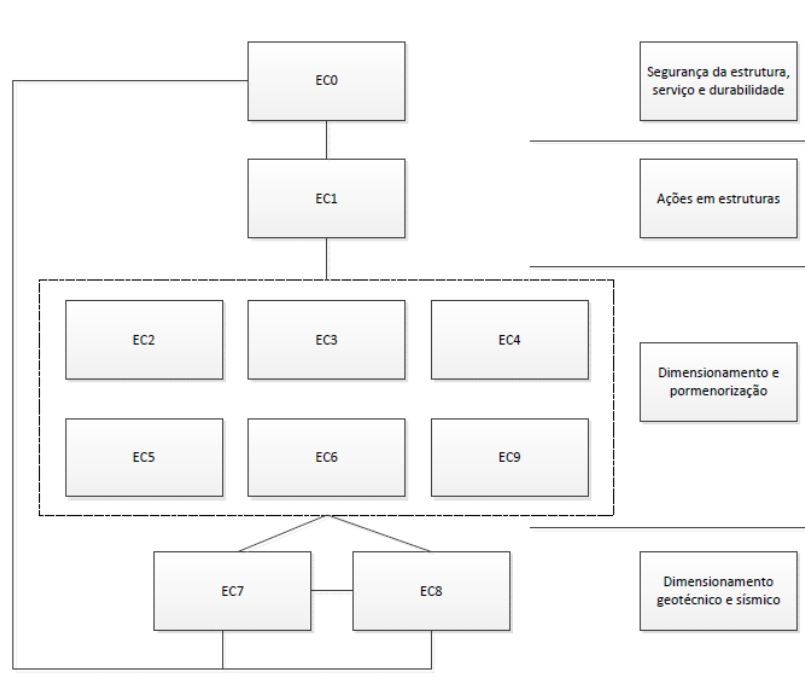 EC0
Segurança da estrutura,
serviço e durabilidade
EC1
Ações em estruturas
EC2
EC3
EC4
Dimensionamento e
pormenorização
EC5
EC6
EC9
EC7
EC8
Dimensionamento
geotécnico e sísmico